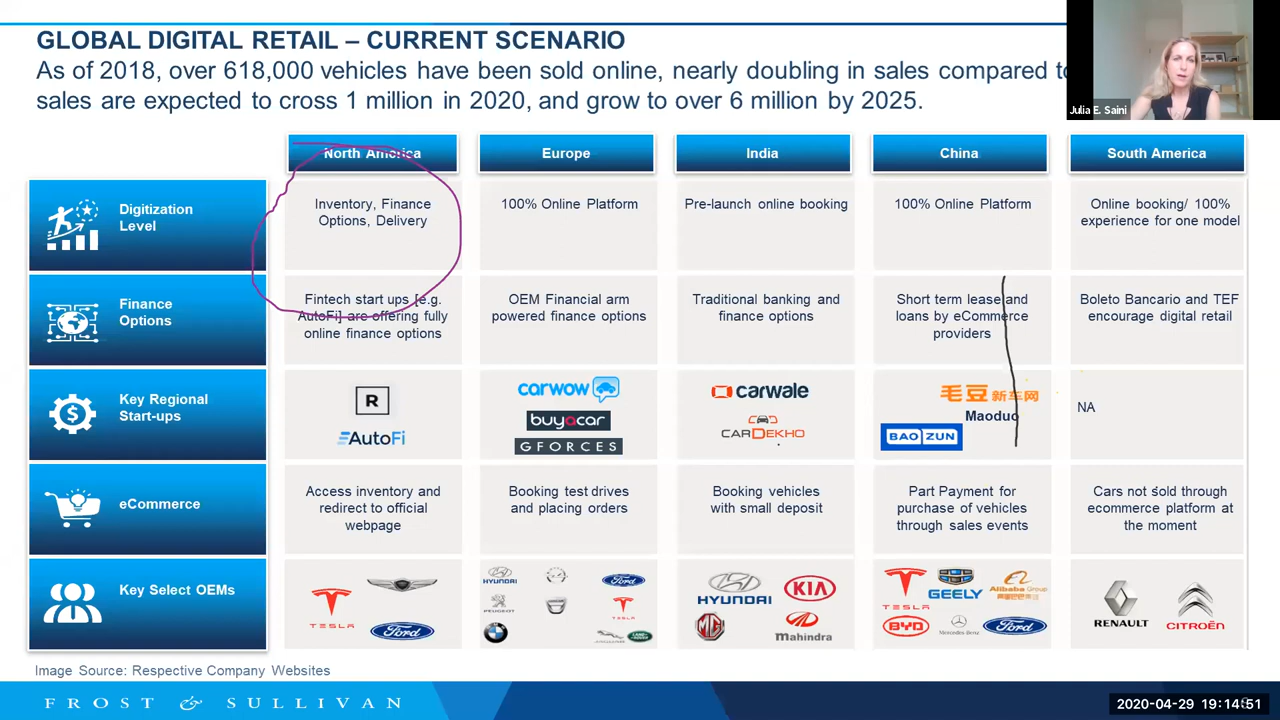 GLOBAL DIGITAL RETAIL – CURRENT SCENARIO
As of 2018, over 618,000 vehicles have been sold online, nearly doubling in sales compared
sales are expected to cross 1 million in 2020, and grow to over 6 million by 2025.
Julia E. Saini
North America
Europe
India
China
South America
Digitization
Level
Inventory, Finance
Options, Delivery
100% Online Platform
Pre-launch online booking
100% Online Platform
Online booking/ 100%
experience for one model
Finance
Options
Fintech start ups [e.g.
AutoFi] are offering fully
online finance options
OEM Financial arm
powered finance options
Traditional banking and
finance options
Short term lease and
loans by eCommerce
providers
Boleto Bancario and TEF
encourage digital retail
Key Regional
Start-ups
R
AutoFi
carwow
buyacar
GFORCES
carwale
CARDEKHO
毛豆新车网
Maoduo
BAOZUN
NA
eCommerce
Access inventory and
redirect to official
webpage
Booking test drives
and placing orders
Booking vehicles
with small deposit
Part Payment for
purchase of vehicles
through sales events
Cars not sold through
ecommerce platform at
the moment
Key Select OEMs
TESLA
Ford
HYUNDAI
Ford
PEUGEOT
TESLA
BMW
JAGUAR
LAND ROVER
HYUNDAI
KIA
MG
Mahindra
TESLA
GEELY
Alibaba Group
BYD
Mercedes-Benz
Ford
RENAULT
CITROËN
Image Source: Respective Company Websites
FROST & SULLIVAN
2020-04-29 19:14:51